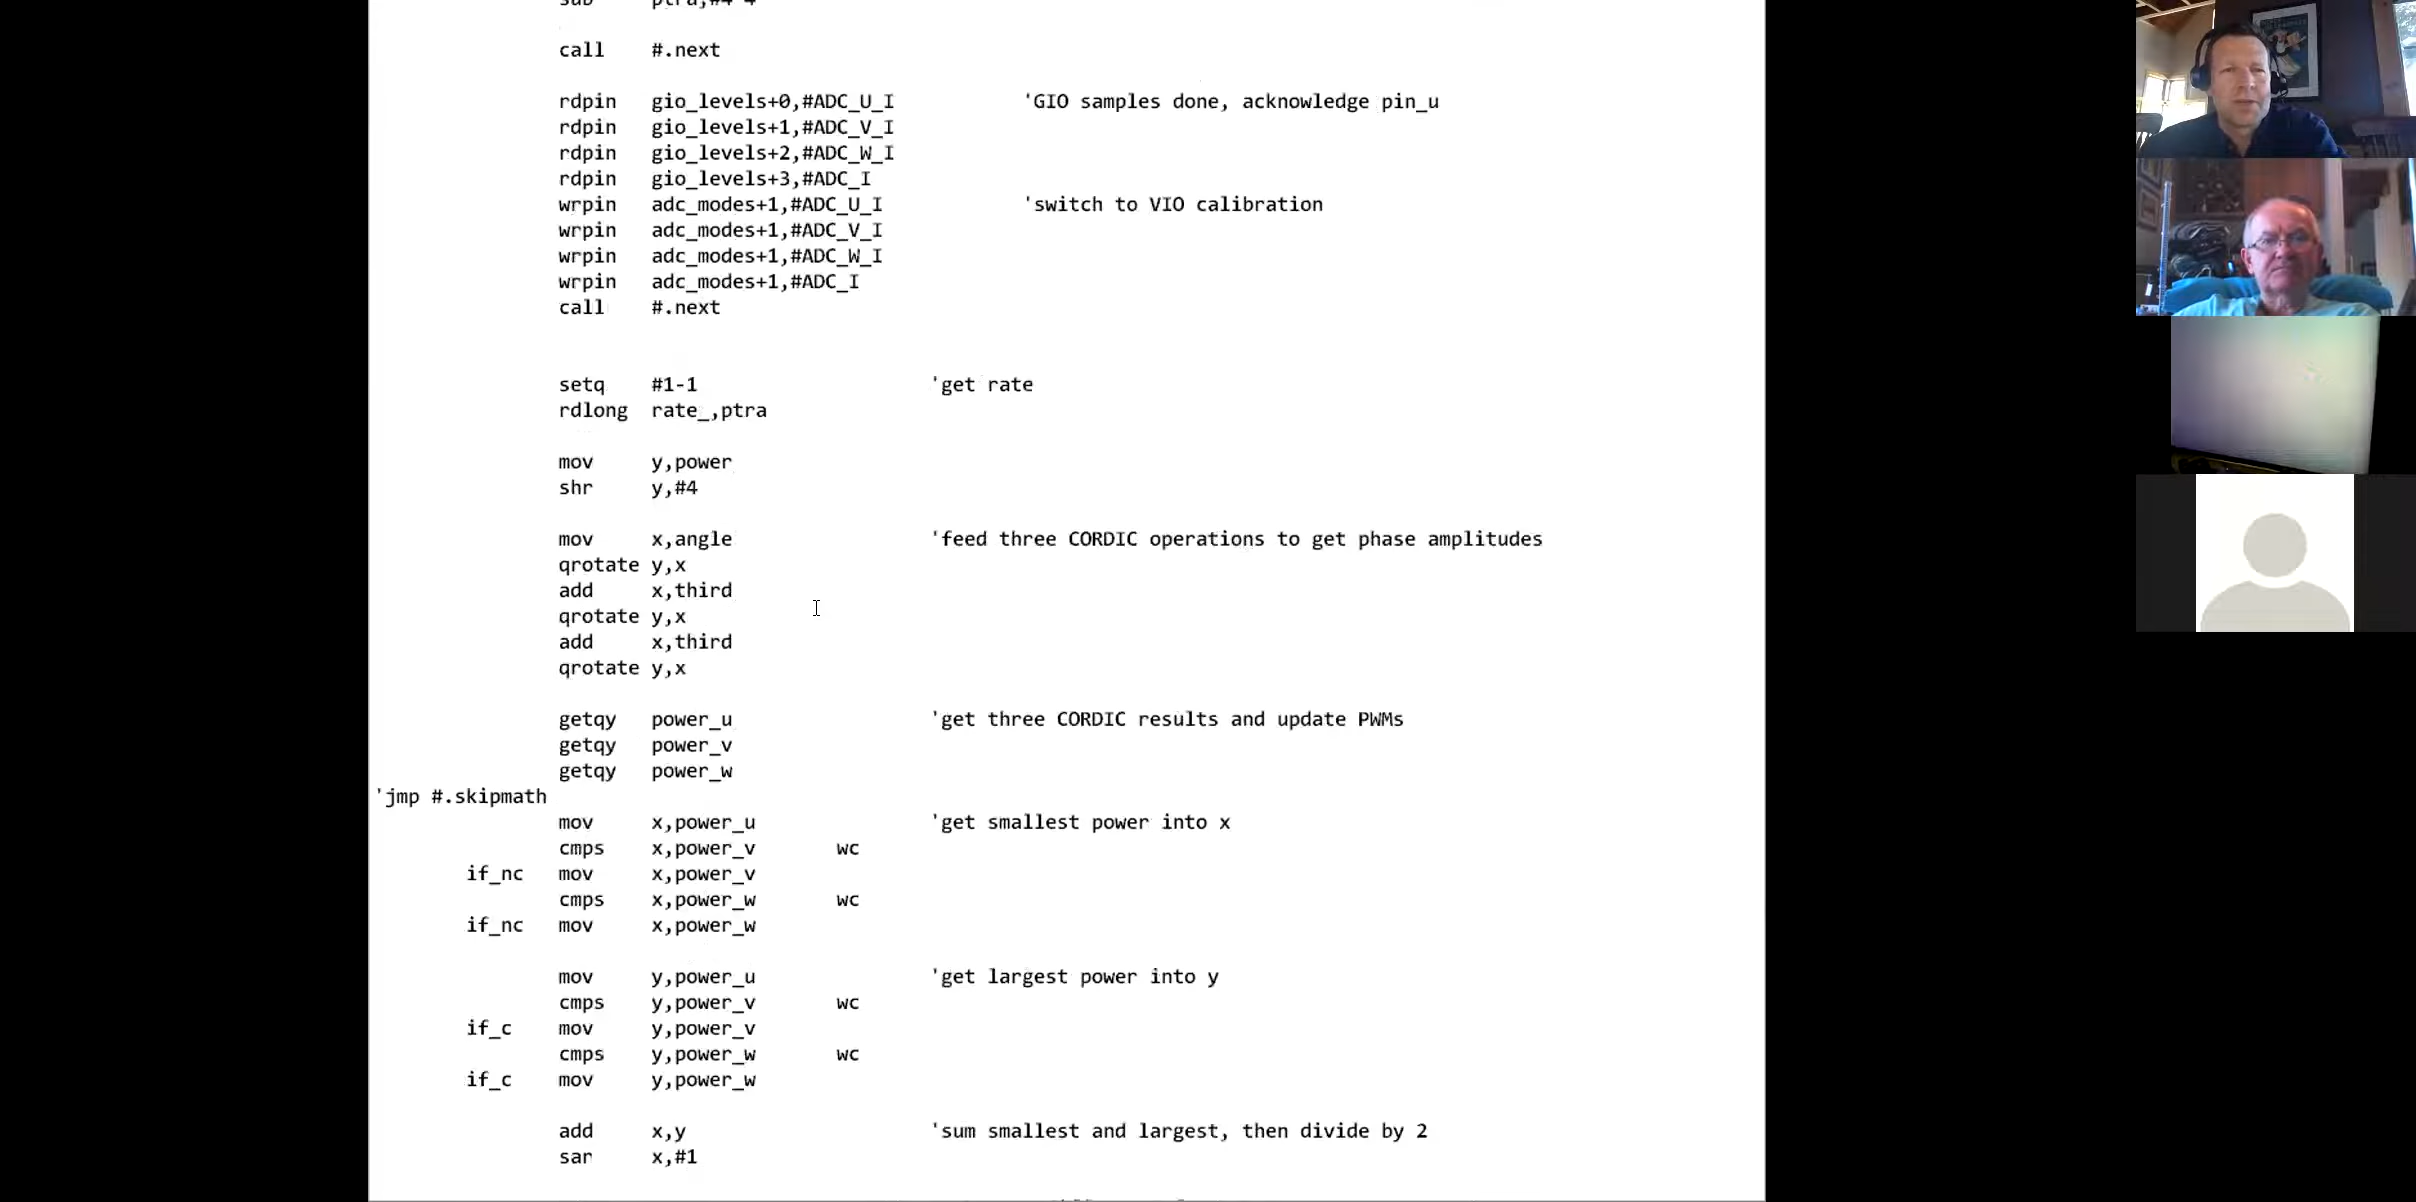 sub ptra,#4*4
call #.next
rdpin gio_levels+0,#ADC_U_I 'GIO samples done, acknowledge pin_u
rdpin gio_levels+1,#ADC_V_I
rdpin gio_levels+2,#ADC_W_I
rdpin gio_levels+3,#ADC_I
wrpin adc_modes+1,#ADC_U_I 'switch to VIO calibration
wrpin adc_modes+1,#ADC_V_I
wrpin adc_modes+1,#ADC_W_I
wrpin adc_modes+1,#ADC_I
call #.next
setq #1-1 'get rate
rdlong rate_,ptra
mov y,power
shr y,#4
mov x,angle 'feed three CORDIC operations to get phase amplitudes
qrotate y,x
add x,third
qrotate y,x
add x,third
qrotate y,x
getqy power_u 'get three CORDIC results and update PWMs
getqy power_v
getqy power_w
'jmp #.skipmath
mov x,power_u 'get smallest power into x
cmps x,power_v wc
if_nc mov x,power_v
cmps x,power_w wc
if_nc mov x,power_w
mov y,power_u 'get largest power into y
cmps y,power_v wc
if_c mov y,power_v
cmps y,power_w wc
if_c mov y,power_w
add x,y 'sum smallest and largest, then divide by 2
sar x,#1